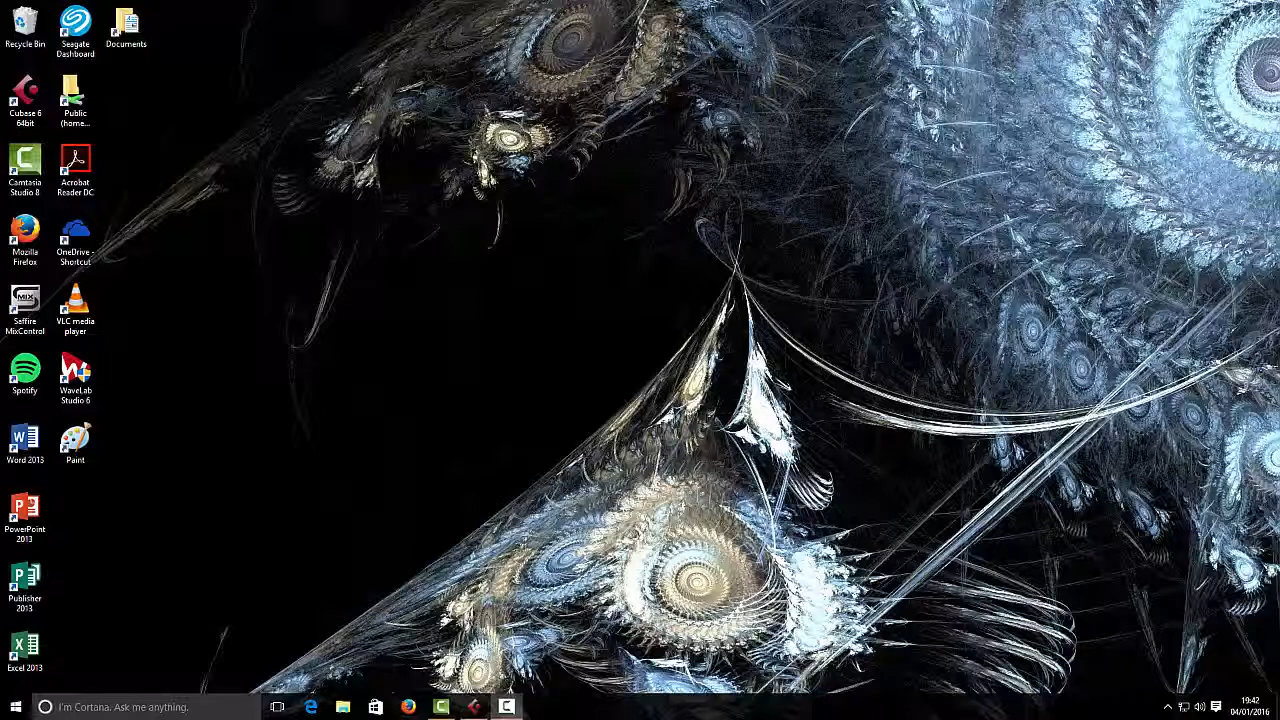 Recycle Bin
Seagate
Dashboard
Documents
Cubase 6
64bit
Public
(home...
Camtasia
Studio 8
Acrobat
Reader DC
Mozilla
Firefox
OneDrive -
Shortcut
MIX
Saffire
MixControl
VLC media
player
Spotify
WaveLab
Studio 6
Word 2013
Paint
PowerPoint
2013
Publisher
2013
Excel 2013
I'm Cortana. Ask me anything.
19:42
04/01/2016